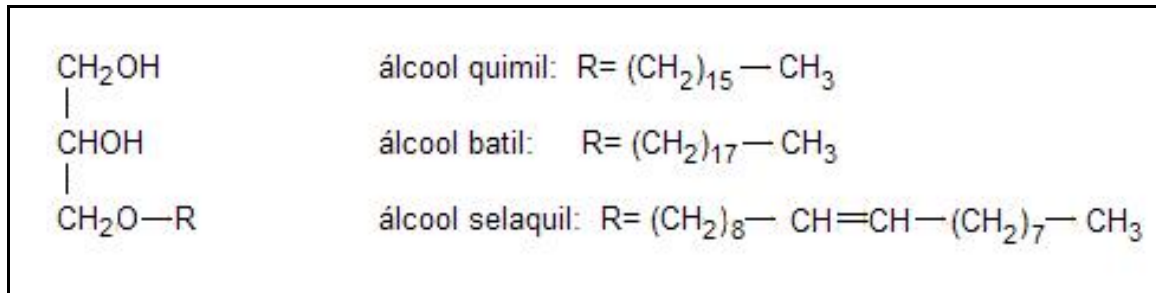 CH₂OH álcool quimil: R= (CH₂)₁₅—CH₃
CHOH álcool batil: R= (CH₂)₁₇—CH₃
CH₂O—R álcool selaquil: R= (CH₂)₈—CH=CH—(CH₂)₇—CH₃